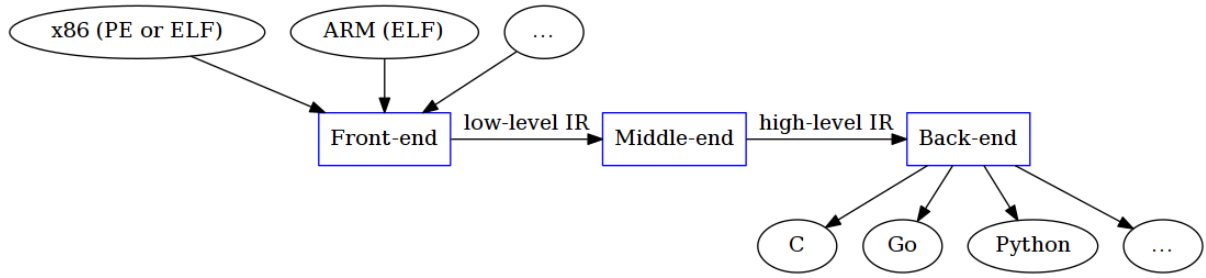 x86 (PE or ELF)
ARM (ELF)
...
Front-end
low-level IR
Middle-end
high-level IR
Back-end
C
Go
Python
...